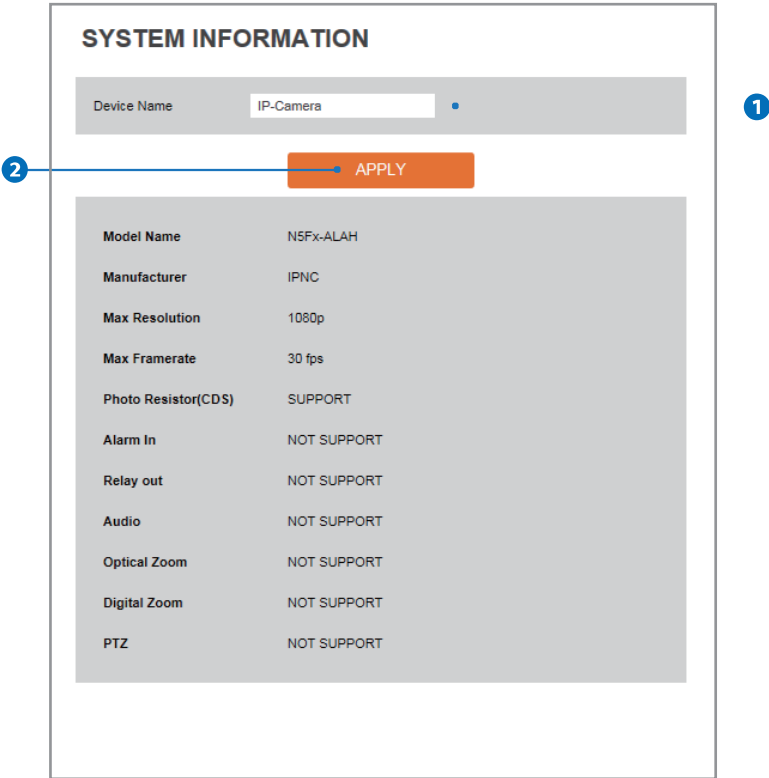 SYSTEM INFORMATION
Device Name IP-Camera
1
2 APPLY
Model Name N5Fx-ALAH
Manufacturer IPNC
Max Resolution 1080p
Max Framerate 30 fps
Photo Resistor(CDS) SUPPORT
Alarm In NOT SUPPORT
Relay out NOT SUPPORT
Audio NOT SUPPORT
Optical Zoom NOT SUPPORT
Digital Zoom NOT SUPPORT
PTZ NOT SUPPORT